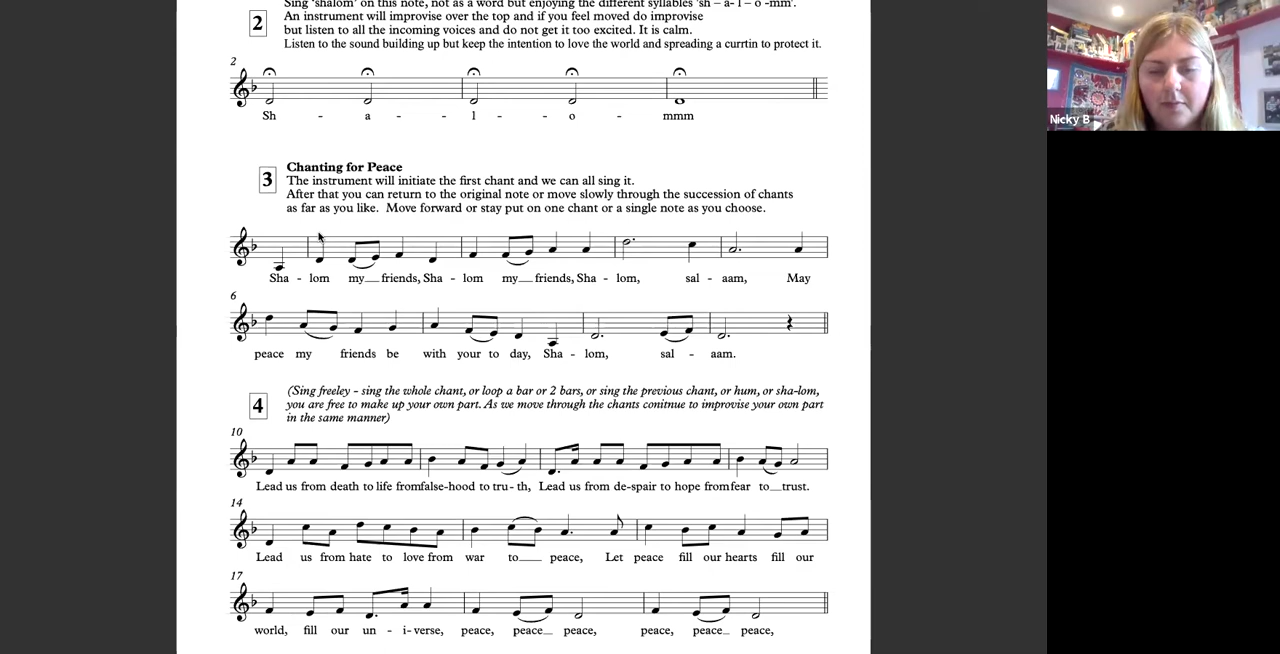 Sing 'shalom' on this note, not as a word but enjoying the different syllables 'sh – a- l – o -mm'.
2
An instrument will improvise over the top and if you feel moved do improvise
but listen to all the incoming voices and do not get it too excited. It is calm.
Listen to the sound building up but keep the intention to love the world and spreading a currtin to protect it.
2
Sh - a - - l - - o - mmm
3
Chanting for Peace
The instrument will initiate the first chant and we can all sing it.
After that you can return to the original note or move slowly through the succession of chants
as far as you like. Move forward or stay put on one chant or a single note as you choose.
Sha - lom my__ friends, Sha - lom my__ friends, Sha - lom, sal - aam, May
6
peace my friends be with your to day, Sha - lom, sal - aam.
4
(Sing freeley - sing the whole chant, or loop a bar or 2 bars, or sing the previous chant, or hum, or sha-lom,
you are free to make up your own part. As we move through the chants conitnue to improvise your own part
in the same manner)
10
Lead us from death to life fromfalse-hood to tru- th, Lead us from de-spair to hope fromfear to__trust.
14
Lead us from hate to love from war to___ peace, Let peace fill our hearts fill our
17
world, fill our un - i-verse, peace, peace__ peace, peace, peace_ peace,
Nicky B